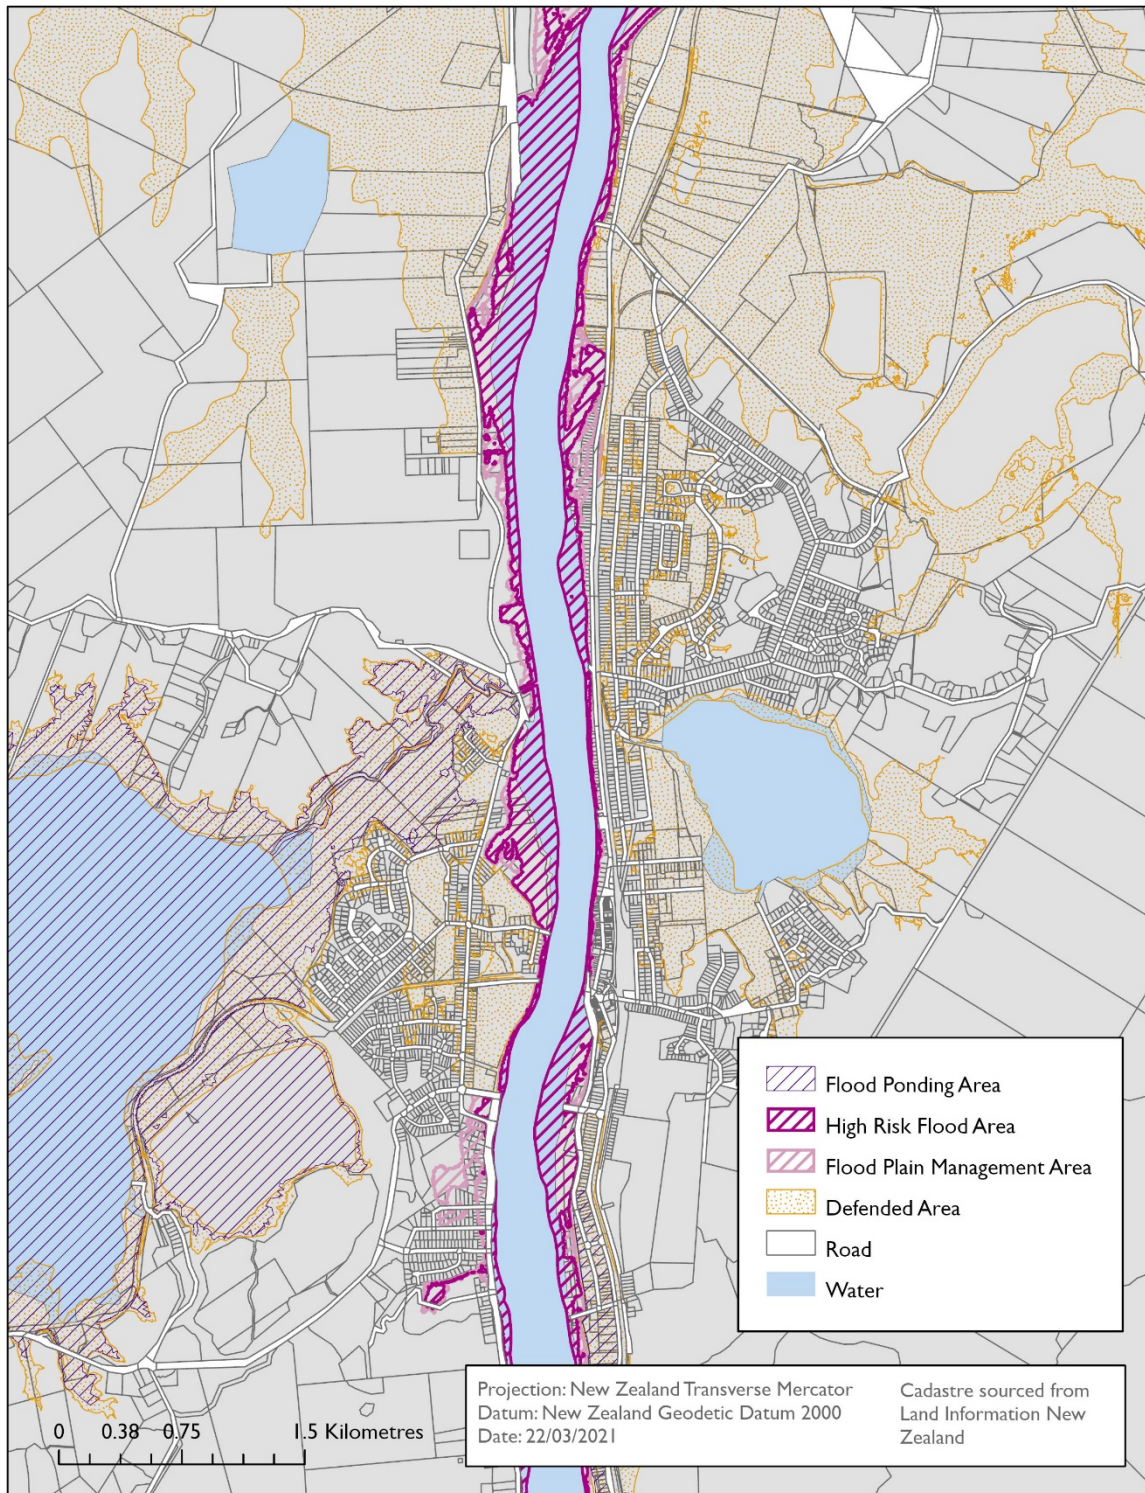 Flood Ponding Area
High Risk Flood Area
Flood Plain Management Area
Defended Area
Road
Water
Projection: New Zealand Transverse Mercator
Datum: New Zealand Geodetic Datum 2000
Date: 22/03/2021
Cadastre sourced from
Land Information New
Zealand
0 0.38 0.75 1.5 Kilometres